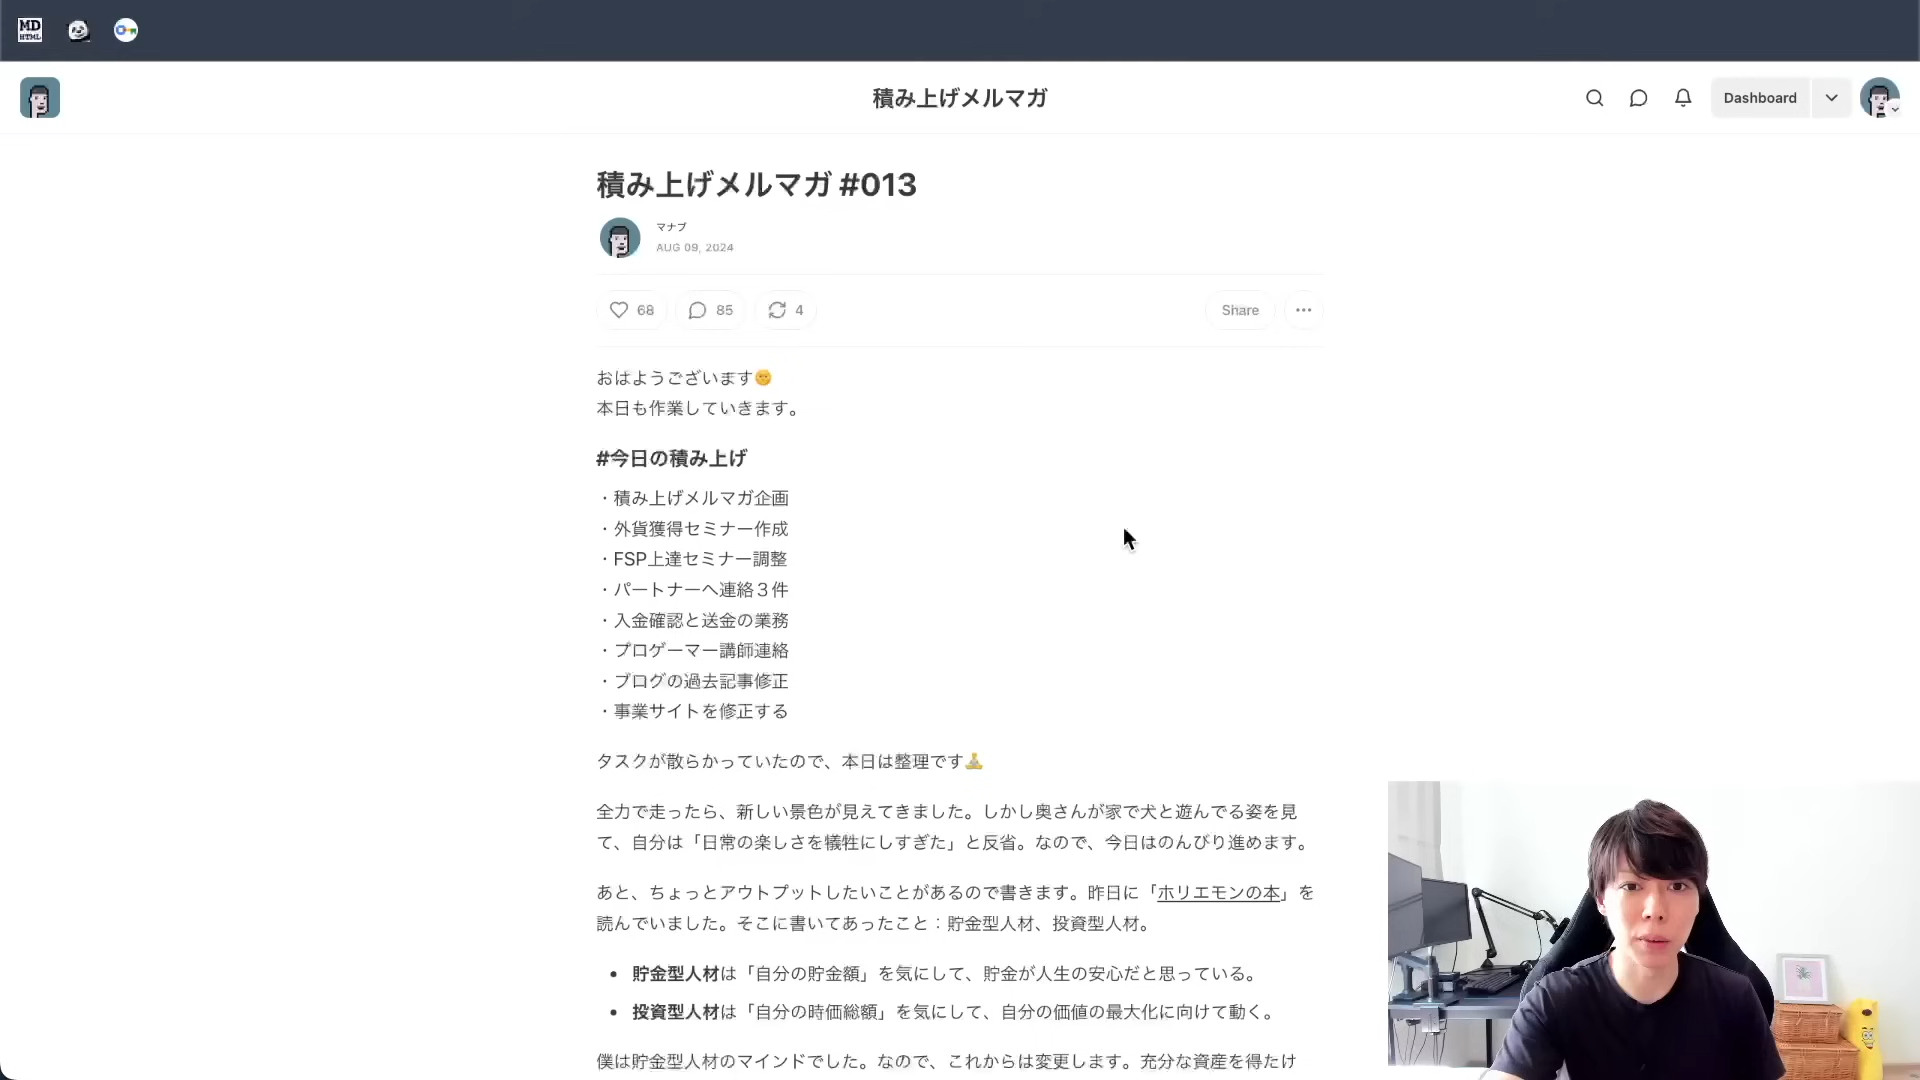 MD
HTML
積み上げメルマガ
Dashboard
積み上げメルマガ #013
マナブ
AUG 09, 2024
68
85
4
Share
おはようございます🌞
本日も作業していきます。
#今日の積み上げ
・積み上げメルマガ企画
・外貨獲得セミナー作成
・FSP上達セミナー調整
・パートナーへ連絡３件
・入金確認と送金の業務
・プロゲーマー講師連絡
・ブログの過去記事修正
・事業サイトを修正する
タスクが散らかっていたので、本日は整理です🧘
全力で走ったら、新しい景色が見えてきました。しかし奥さんが家で犬と遊んでる姿を見
て、自分は「日常の楽しさを犠牲にしすぎた」と反省。なので、今日はのんびり進めます。
あと、ちょっとアウトプットしたいことがあるので書きます。昨日に「ホリエモンの本」を
読んでいました。そこに書いてあったこと：貯金型人材、投資型人材。
• 貯金型人材は「自分の貯金額」を気にして、貯金が人生の安心だと思っている。
• 投資型人材は「自分の時価総額」を気にして、自分の価値の最大化に向けて動く。
僕は貯金型人材のマインドでした。なので、これからは変更します。充分な資産を得たけ